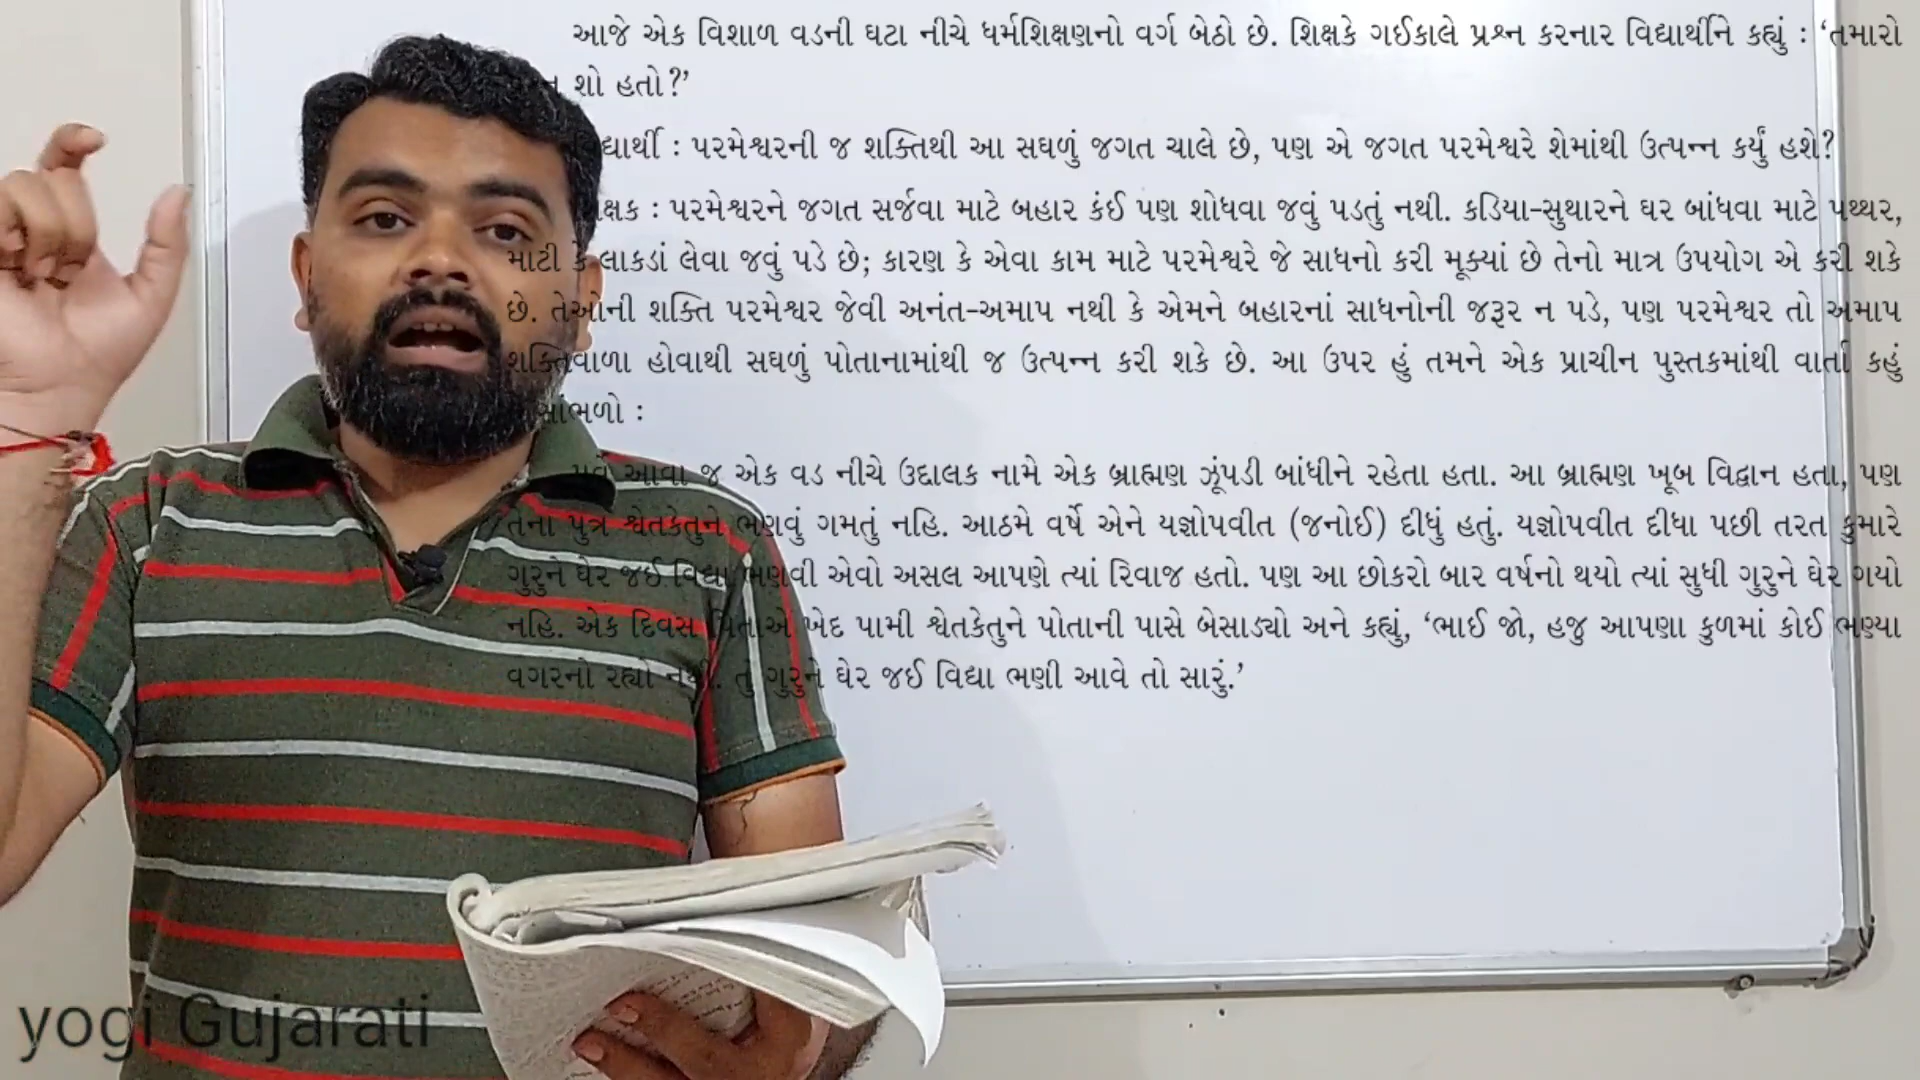 આજે એક વિશાળ વડની ઘટા નીચે ધર્મશિક્ષણનો વર્ગ બેઠો છે. શિક્ષકે ગઈકાલે પ્રશ્ન કરનાર વિદ્યાર્થીને કહ્યું : ‘તમારો
શો હતો?’
વિદ્યાર્થી : પરમેશ્વરની જ શક્તિથી આ સઘળું જગત ચાલે છે, પણ એ જગત પરમેશ્વરે શેમાંથી ઉત્પન્ન કર્યું હશે?
શિક્ષક : પરમેશ્વરને જગત સર્જવા માટે બહાર કંઈ પણ શોધવા જવું પડતું નથી. કડિયા-સુથારને ઘર બાંધવા માટે પથ્થર,
માટી કે લાકડાં લેવા જવું પડે છે; કારણ કે એવા કામ માટે પરમેશ્વરે જે સાધનો કરી મૂક્યાં છે તેનો માત્ર ઉપયોગ એ કરી શકે
છે. તેઓની શક્તિ પરમેશ્વર જેવી અનંત-અમાપ નથી કે એમને બહારનાં સાધનોની જરૂર ન પડે, પણ પરમેશ્વર તો અમાપ
શક્તિવાળા હોવાથી સઘળું પોતાનામાંથી જ ઉત્પન્ન કરી શકે છે. આ ઉપર હું તમને એક પ્રાચીન પુસ્તકમાંથી વાર્તા કહું
સાંભળો :
પૂર્વે આવા જ એક વડ નીચે ઉદ્દાલક નામે એક બ્રાહ્મણ ઝૂંપડી બાંધીને રહેતા હતા. આ બ્રાહ્મણ ખૂબ વિદ્વાન હતા, પણ
તેના પુત્ર શ્વેતકેતુને ભણવું ગમતું નહિ. આઠમે વર્ષે એને યજ્ઞોપવીત (જનોઈ) દીધું હતું. યજ્ઞોપવીત દીધા પછી તરત કુમારે
ગુરુને ઘેર જઈ વિદ્યા ભણવી એવો અસલ આપણે ત્યાં રિવાજ હતો. પણ આ છોકરો બાર વર્ષનો થયો ત્યાં સુધી ગુરુને ઘેર ગયો
નહિ. એક દિવસ પિતાએ ખેદ પામી શ્વેતકેતુને પોતાની પાસે બેસાડ્યો અને કહ્યું, ‘ભાઈ જો, હજુ આપણા કુળમાં કોઈ ભણ્યા
વગરનો રહ્યો નથી. તું ગુરુને ઘેર જઈ વિદ્યા ભણી આવે તો સારું.’
yogi Gujarati